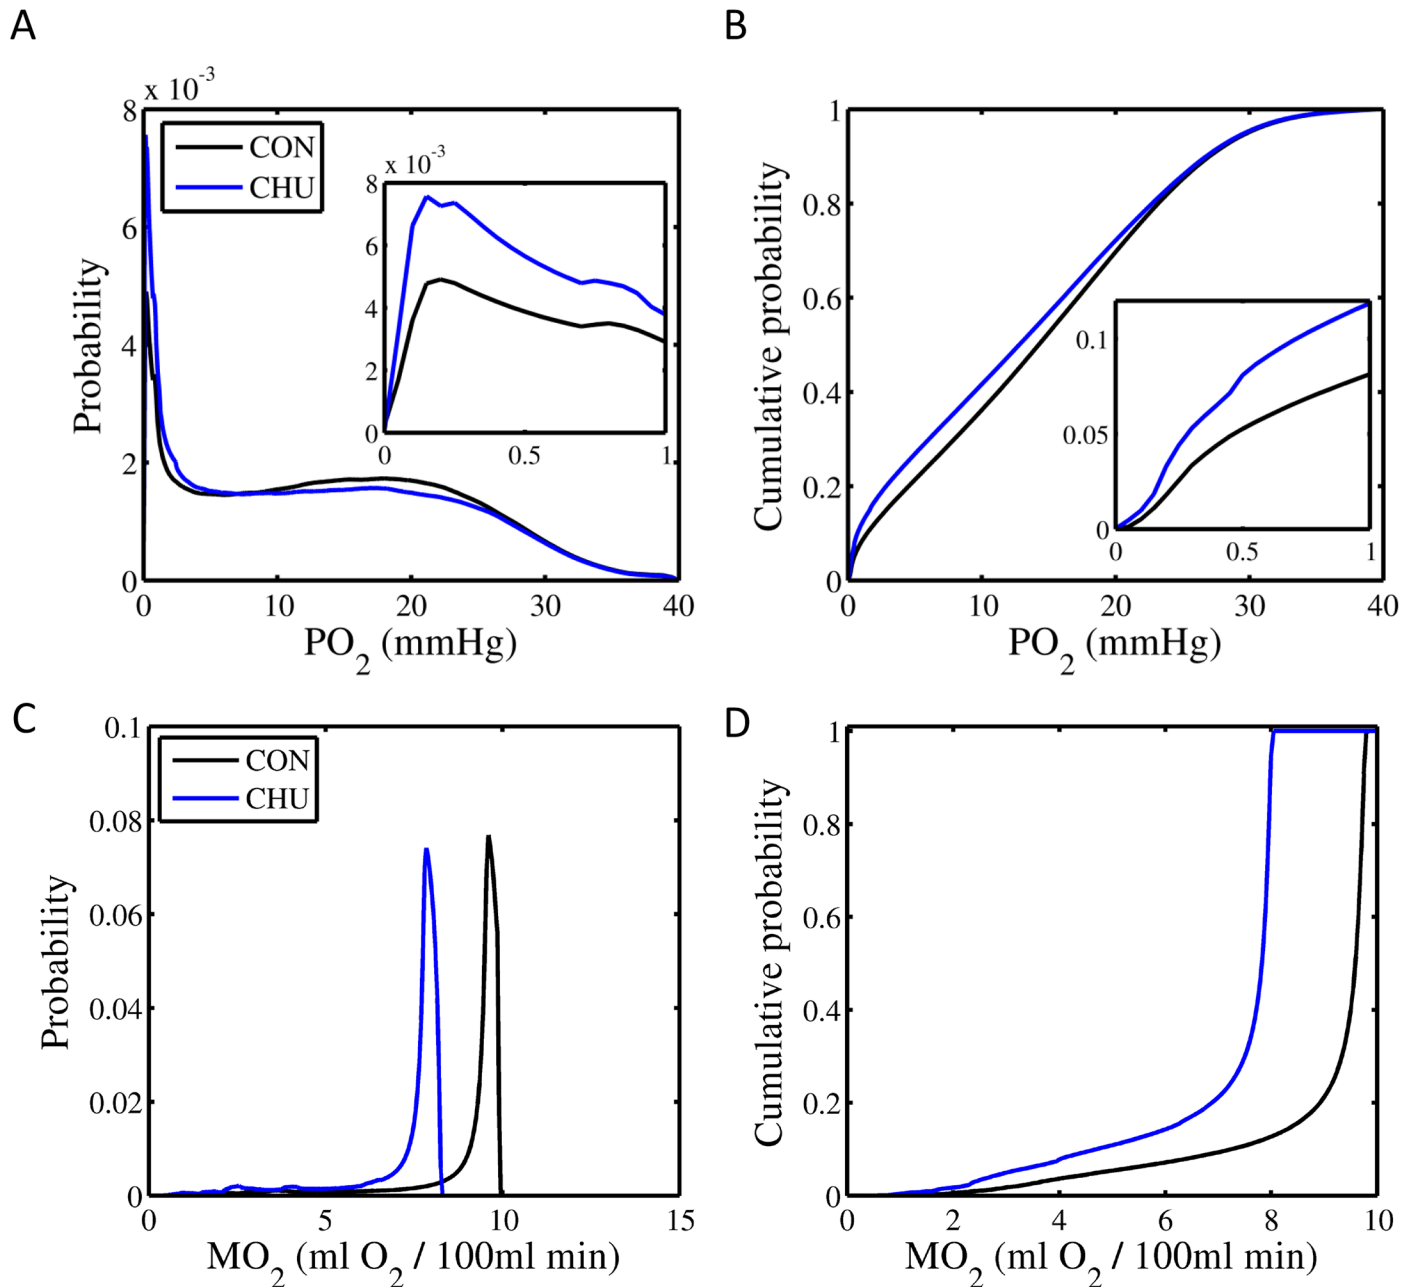 A
B
x 10^-3
8
6
4
2
0
Probability
CON
CHU
x 10^-3
8
6
4
2
0
0 0.5 1
0 10 20 30 40
PO2 (mmHg)
1
0.8
0.6
0.4
0.2
0
Cumulative probability
0.1
0.05
0
0 0.5 1
0 10 20 30 40
PO2 (mmHg)
C
D
0.1
0.08
0.06
0.04
0.02
0
Probability
CON
CHU
0 5 10 15
MO2 (ml O2 / 100ml min)
1
0.8
0.6
0.4
0.2
0
Cumulative probability
0 2 4 6 8 10
MO2 (ml O2 / 100ml min)